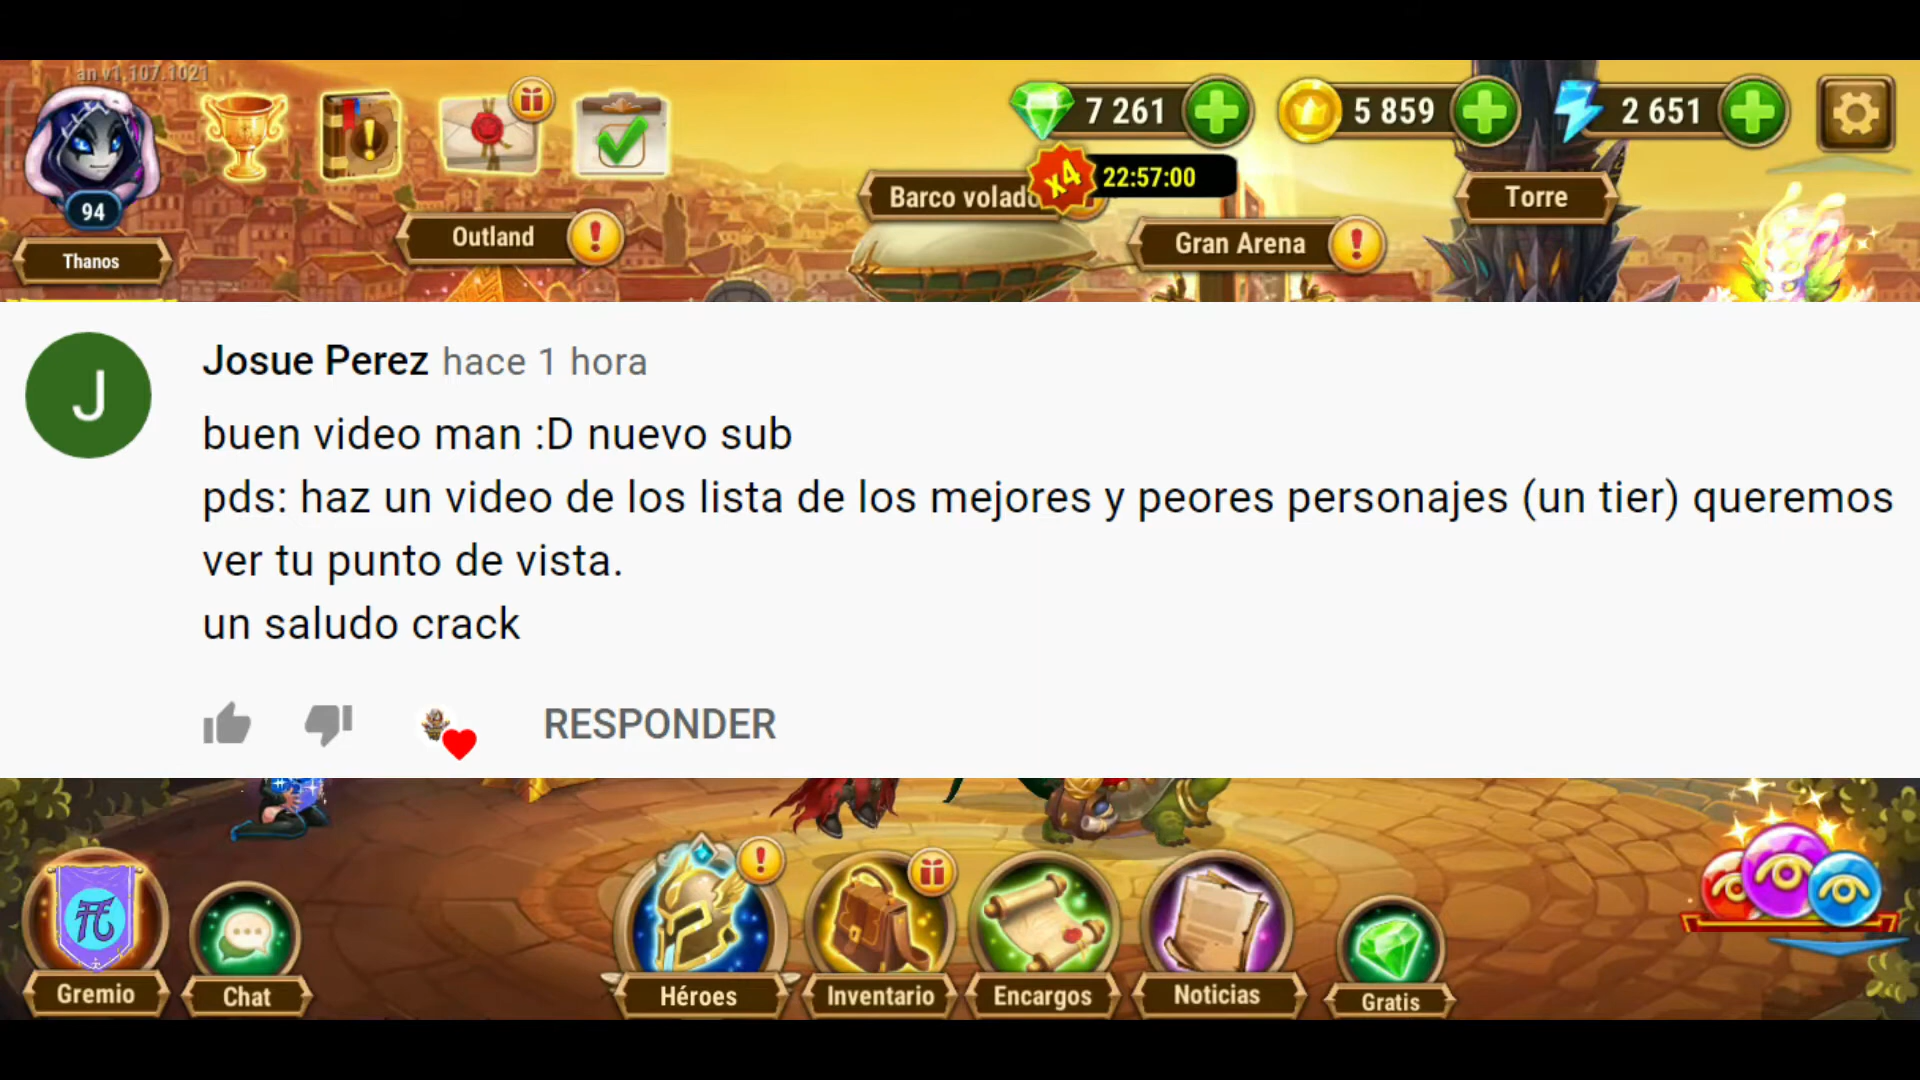 an v1.107.1021
7 261
5 859
2 651
x4
22:57:00
94
Thanos
Outland
Barco volado
Gran Arena
Torre
J
Josue Perez hace 1 hora
buen video man :D nuevo sub
pds: haz un video de los lista de los mejores y peores personajes (un tier) queremos
ver tu punto de vista.
un saludo crack
RESPONDER
Gremio
Chat
Héroes
Inventario
Encargos
Noticias
Gratis